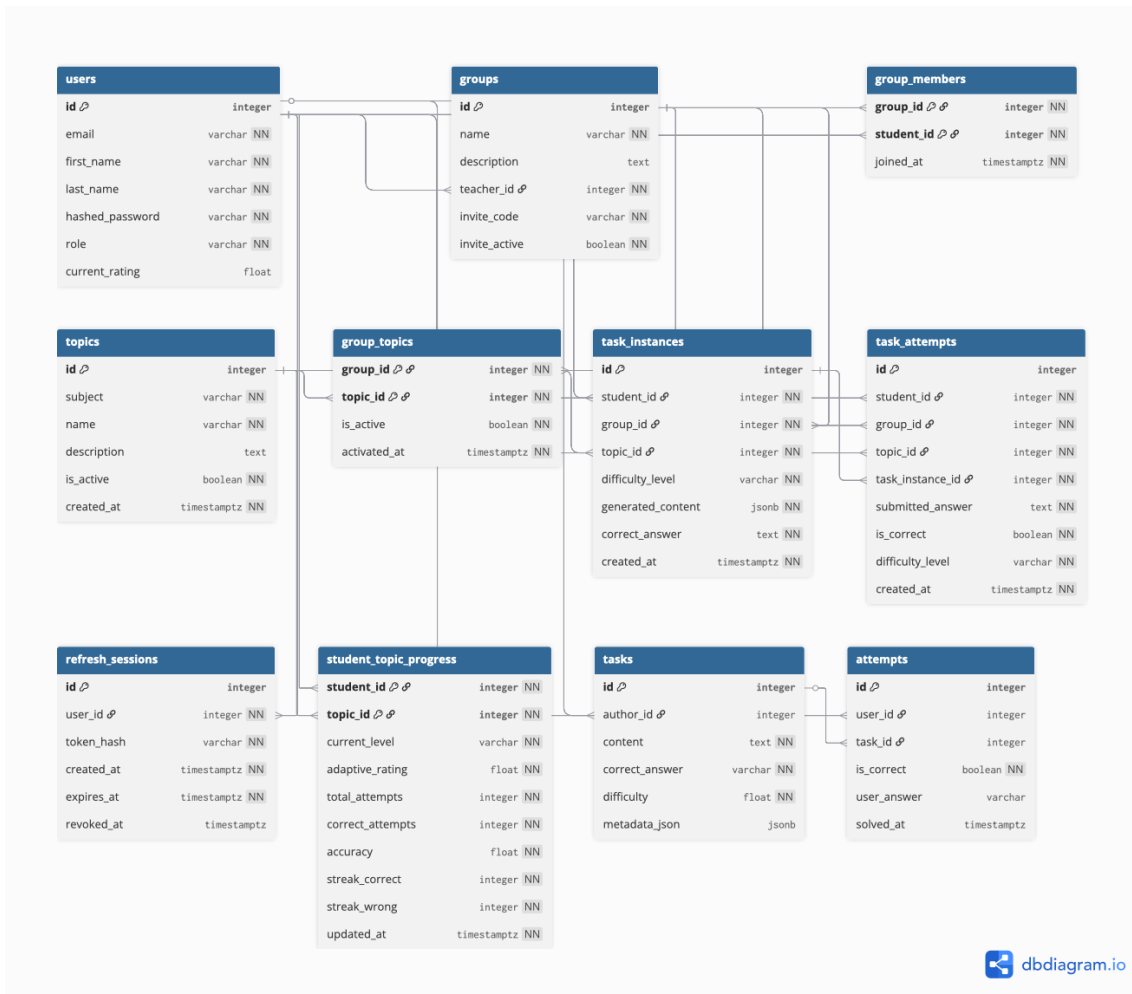 users
id integer
email varchar NN
first_name varchar NN
last_name varchar NN
hashed_password varchar NN
role varchar NN
current_rating float
groups
id integer
name varchar NN
description text
teacher_id integer NN
invite_code varchar NN
invite_active boolean NN
group_members
group_id integer NN
student_id integer NN
joined_at timestamptz NN
topics
id integer
subject varchar NN
name varchar NN
description text
is_active boolean NN
created_at timestamptz NN
group_topics
group_id integer NN
topic_id integer NN
is_active boolean NN
activated_at timestamptz NN
task_instances
id integer
student_id integer NN
group_id integer NN
topic_id integer NN
difficulty_level varchar NN
generated_content jsonb NN
correct_answer text NN
created_at timestamptz NN
task_attempts
id integer
student_id integer NN
group_id integer NN
topic_id integer NN
task_instance_id integer NN
submitted_answer text NN
is_correct boolean NN
difficulty_level varchar NN
created_at timestamptz NN
refresh_sessions
id integer
user_id integer NN
token_hash varchar NN
created_at timestamptz NN
expires_at timestamptz NN
revoked_at timestamptz
student_topic_progress
student_id integer NN
topic_id integer NN
current_level varchar NN
adaptive_rating float NN
total_attempts integer NN
correct_attempts integer NN
accuracy float NN
streak_correct integer NN
streak_wrong integer NN
updated_at timestamptz NN
tasks
id integer
author_id integer
content text NN
correct_answer varchar NN
difficulty float NN
metadata_json jsonb
attempts
id integer
user_id integer
task_id integer
is_correct boolean NN
user_answer varchar
solved_at timestamptz
dbdiagram.io